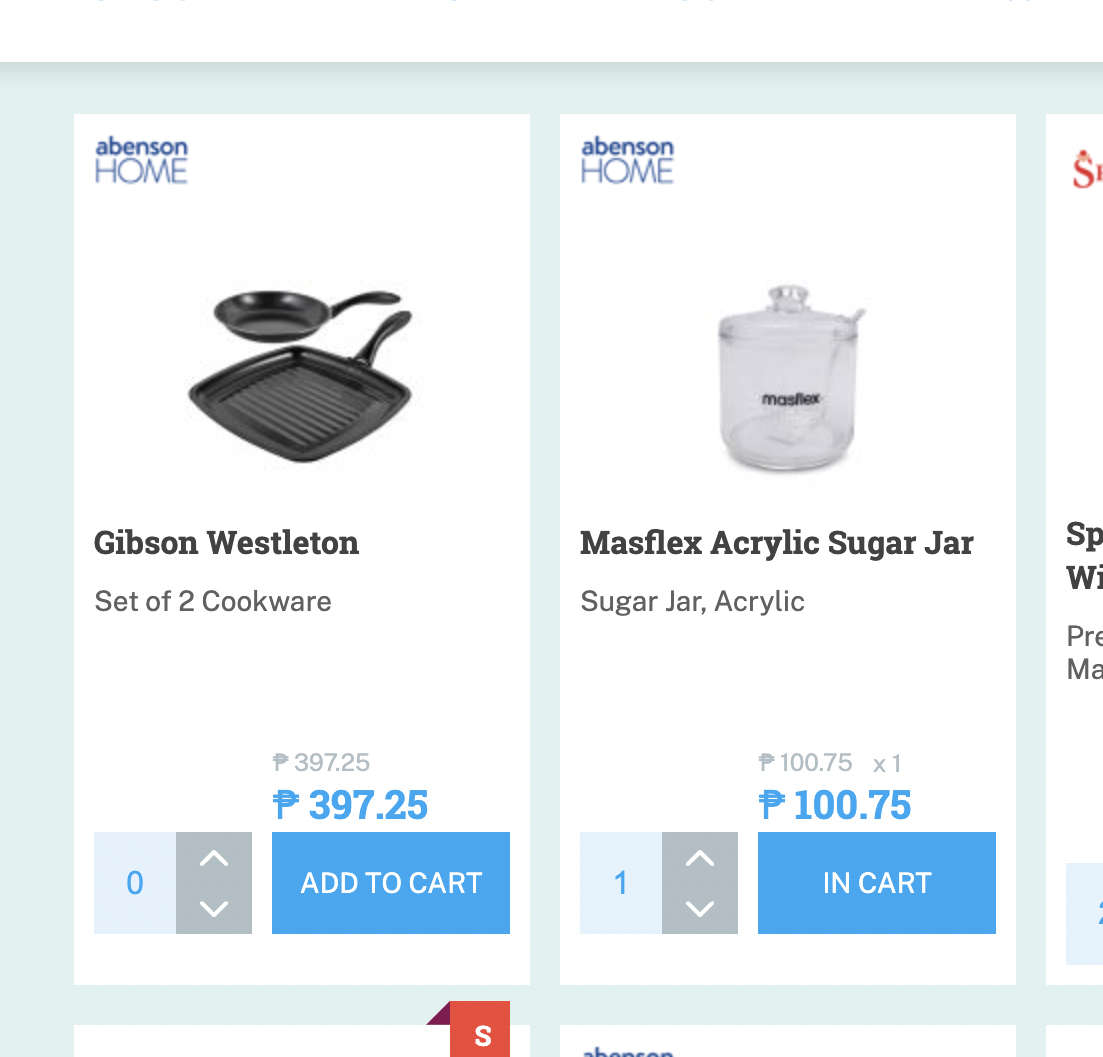 abenson
HOME
masflex
Gibson Westleton
Set of 2 Cookware
₱ 397.25
₱ 397.25
0
ADD TO CART
abenson
HOME
Masflex Acrylic Sugar Jar
Sugar Jar, Acrylic
₱ 100.75 x 1
₱ 100.75
1
IN CART
Sp
Wi
Pre
Ma
S
abenson